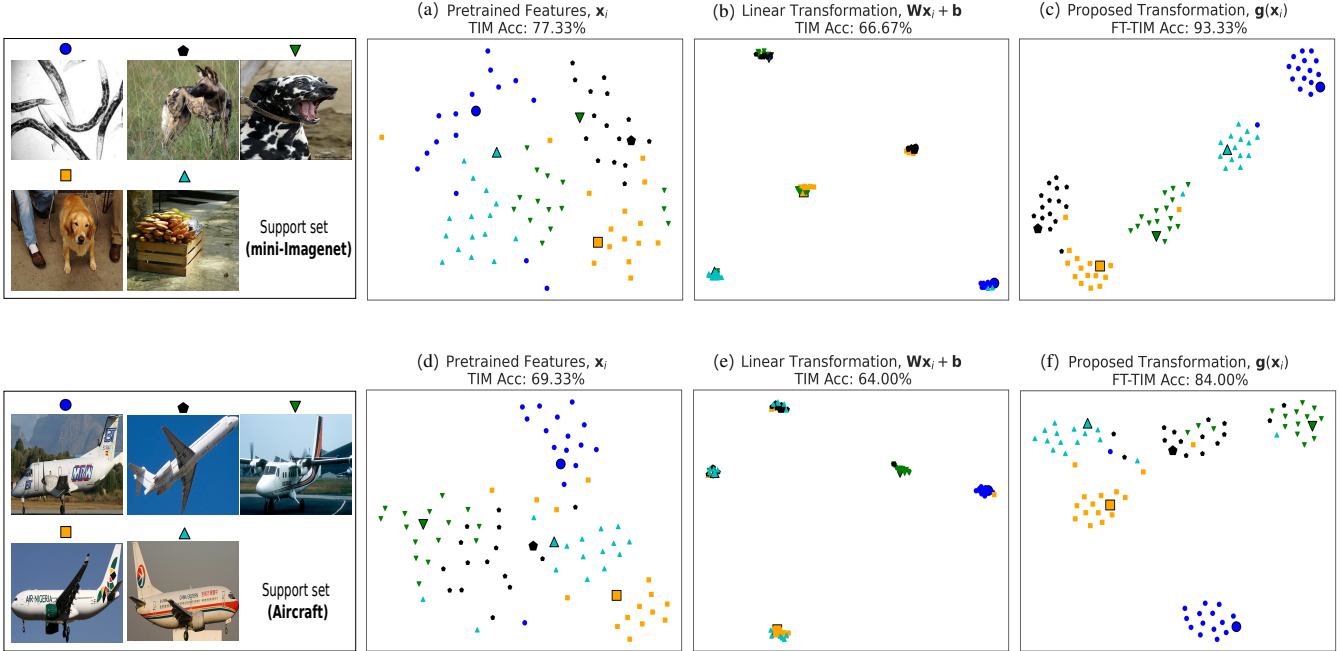 (a) Pretrained Features, xᵢ
TIM Acc: 77.33%
(b) Linear Transformation, Wxᵢ + b
TIM Acc: 66.67%
(c) Proposed Transformation, g(xᵢ)
FT-TIM Acc: 93.33%
Support set
(mini-Imagenet)
(d) Pretrained Features, xᵢ
TIM Acc: 69.33%
(e) Linear Transformation, Wxᵢ + b
TIM Acc: 64.00%
(f) Proposed Transformation, g(xᵢ)
FT-TIM Acc: 84.00%
AIR NIGERIA
Support set
(Aircraft)